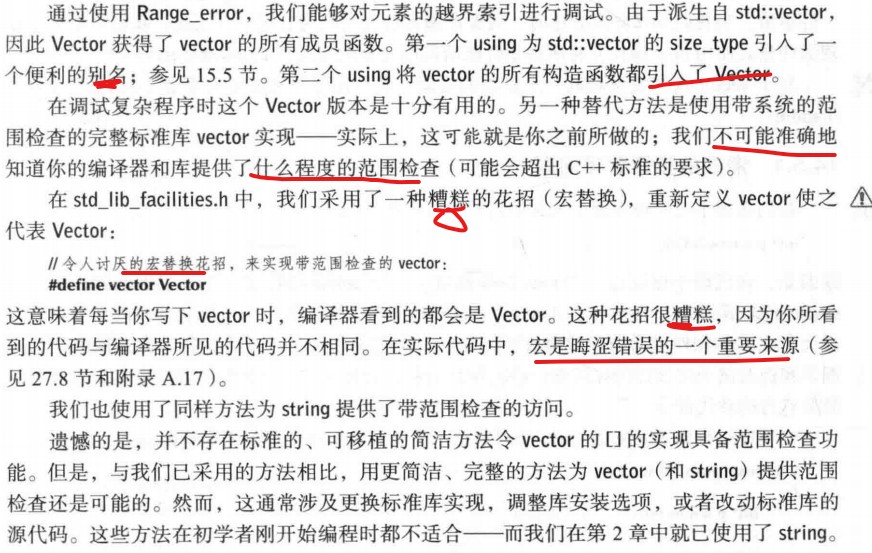 通过使用 Range_error，我们能够对元素的越界索引进行调试。由于派生自 std::vector,
因此 Vector 获得了 vector 的所有成员函数。第一个 using 为 std::vector 的 size_type 引入了一
个便利的别名；参见 15.5 节。第二个 using 将 vector 的所有构造函数都引入了 Vector。
在调试复杂程序时这个 Vector 版本是十分有用的。另一种替代方法是使用带系统的范
围检查的完整标准库 vector 实现——实际上，这可能就是你之前所做的；我们不可能准确地
知道你的编译器和库提供了什么程度的范围检查（可能会超出 C++ 标准的要求）。
在 std_lib_facilities.h 中，我们采用了一种糟糕的花招（宏替换），重新定义 vector 使之
代表 Vector：
// 令人讨厌的宏替换花招，来实现带范围检查的 vector：
#define vector Vector
这意味着每当你写下 vector 时，编译器看到的都会是 Vector。这种花招很糟糕，因为你所看
到的代码与编译器所见的代码并不相同。在实际代码中，宏是晦涩错误的一个重要来源（参
见 27.8 节和附录 A.17）。
我们也使用了同样方法为 string 提供了带范围检查的访问。
遗憾的是，并不存在标准的、可移植的简洁方法令 vector 的 [] 的实现具备范围检查功
能。但是，与我们已采用的方法相比，用更简洁、完整的方法为 vector（和 string）提供范围
检查还是可能的。然而，这通常涉及更换标准库实现，调整库安装选项，或者改动标准库的
源代码。这些方法在初学者刚开始编程时都不适合——而我们在第 2 章中就已使用了 string。